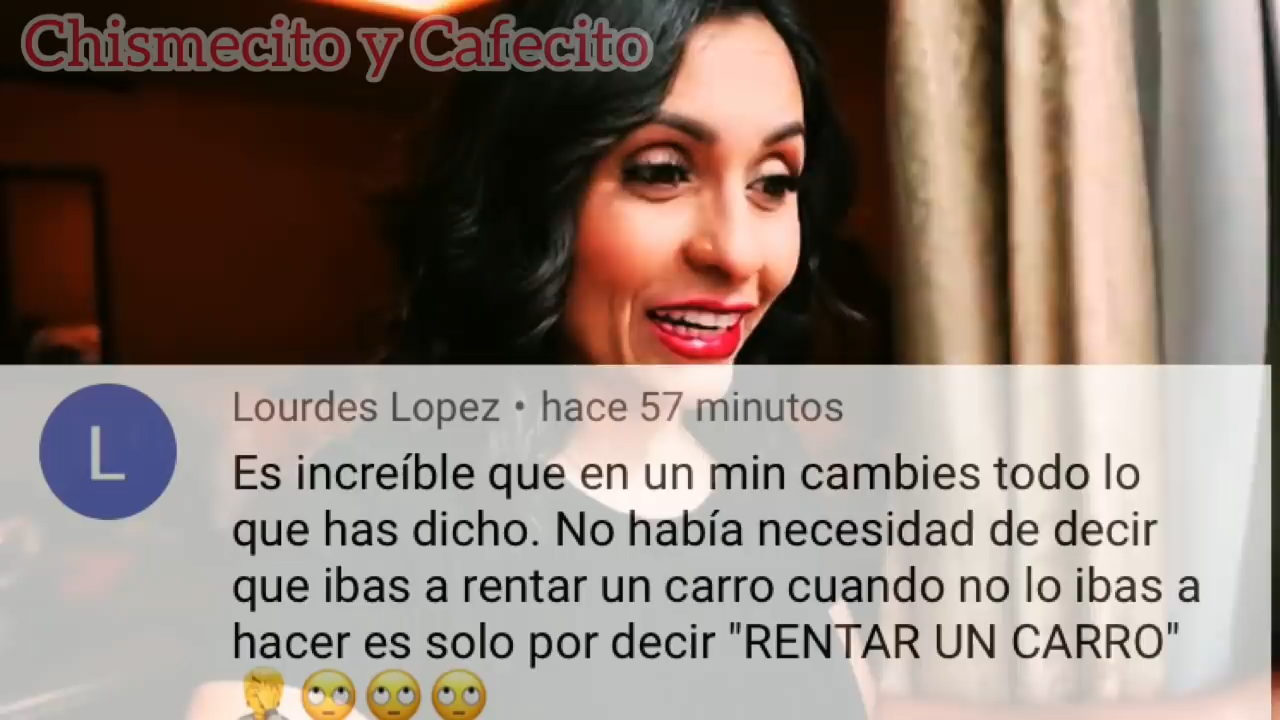 Chismecito y Cafecito
L
Lourdes Lopez • hace 57 minutos
Es increíble que en un min cambies todo lo
que has dicho. No había necesidad de decir
que ibas a rentar un carro cuando no lo ibas a
hacer es solo por decir "RENTAR UN CARRO"
🤦🙄🙄🙄